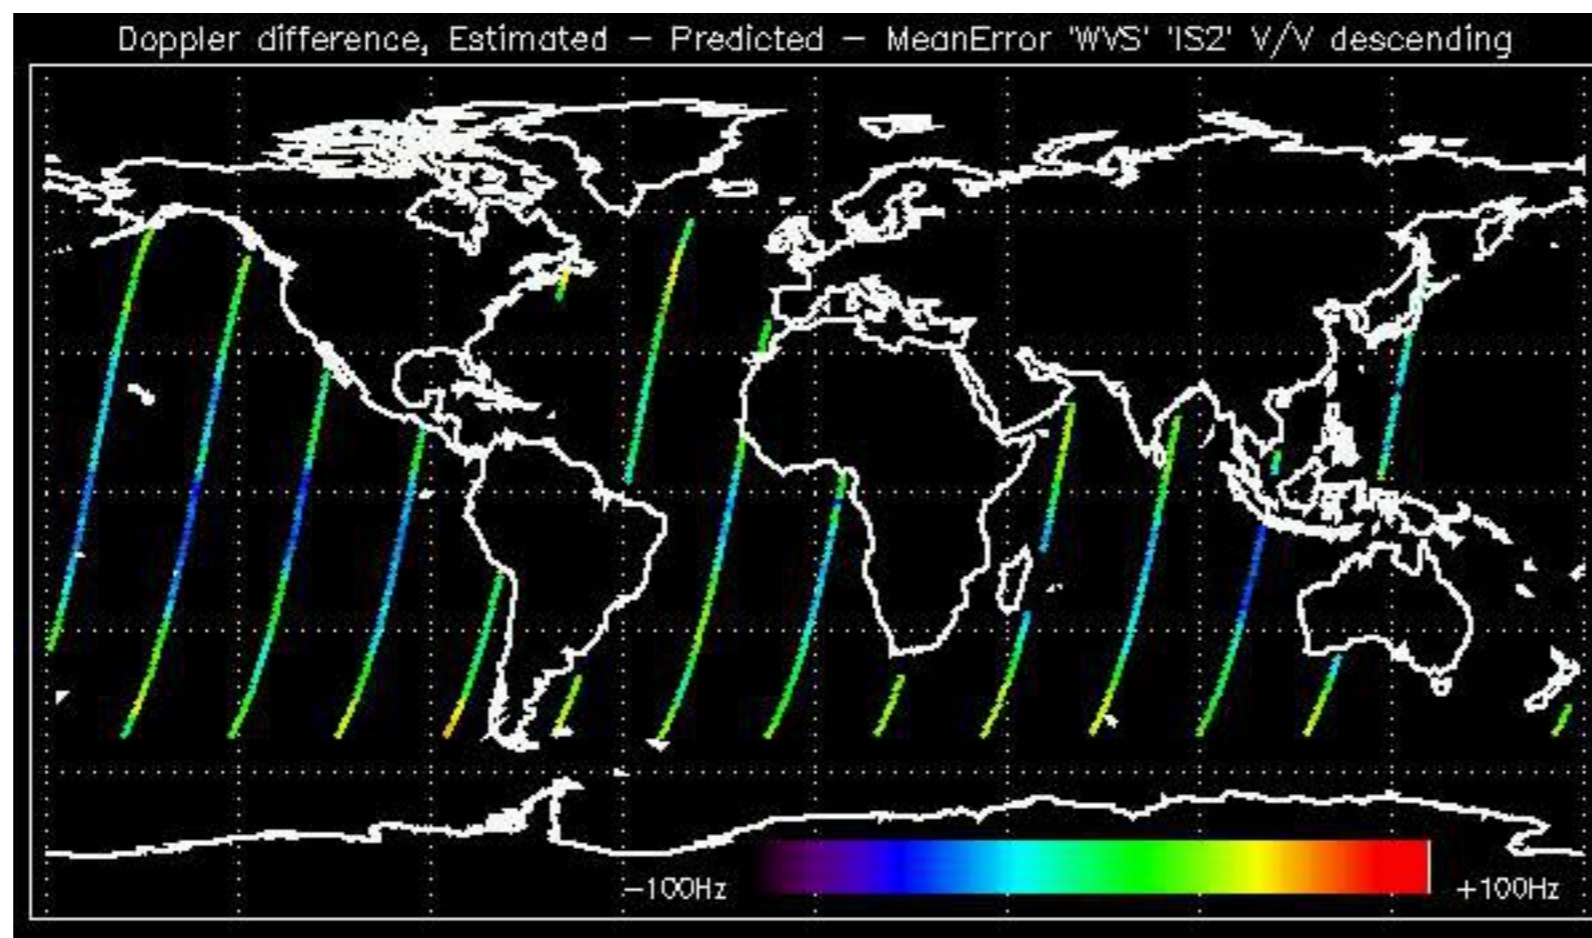 Doppler difference, Estimated – Predicted – MeanError 'WVS' 'IS2' V/V descending
–100Hz
+100Hz